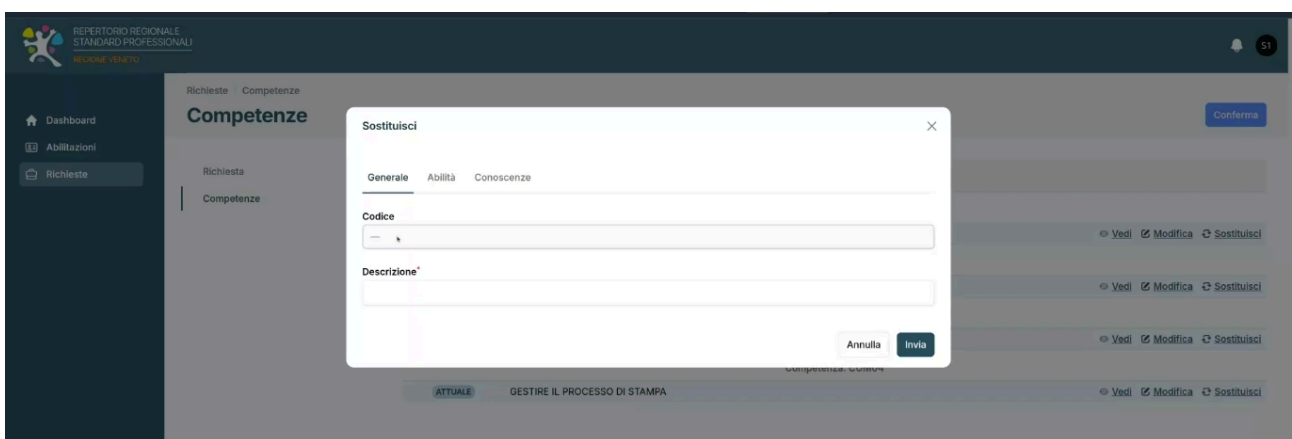 REPERTORIO REGIONALE
STANDARD PROFESSIONALI
REGIONE VENETO
S1
Dashboard
Abilitazioni
Richieste
Richieste Competenze
Competenze
Conferma
Richiesta
Competenze
Sostituisci
Generale Abilità Conoscenze
Codice
—
Descrizione*
Annulla Invia
Vedi Modifica Sostituisci
Vedi Modifica Sostituisci
Vedi Modifica Sostituisci
Competenza: COM04
ATTUALE GESTIRE IL PROCESSO DI STAMPA Vedi Modifica Sostituisci